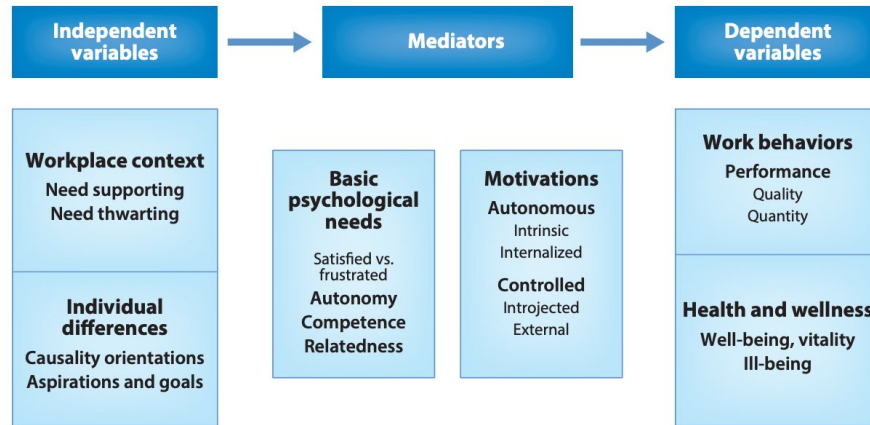 Independent
variables
Mediators
Dependent
variables
Workplace context
Need supporting
Need thwarting
Individual
differences
Causality orientations
Aspirations and goals
Basic
psychological
needs
Satisfied vs.
frustrated
Autonomy
Competence
Relatedness
Motivations
Autonomous
Intrinsic
Internalized
Controlled
Introjected
External
Work behaviors
Performance
Quality
Quantity
Health and wellness
Well-being, vitality
Ill-being